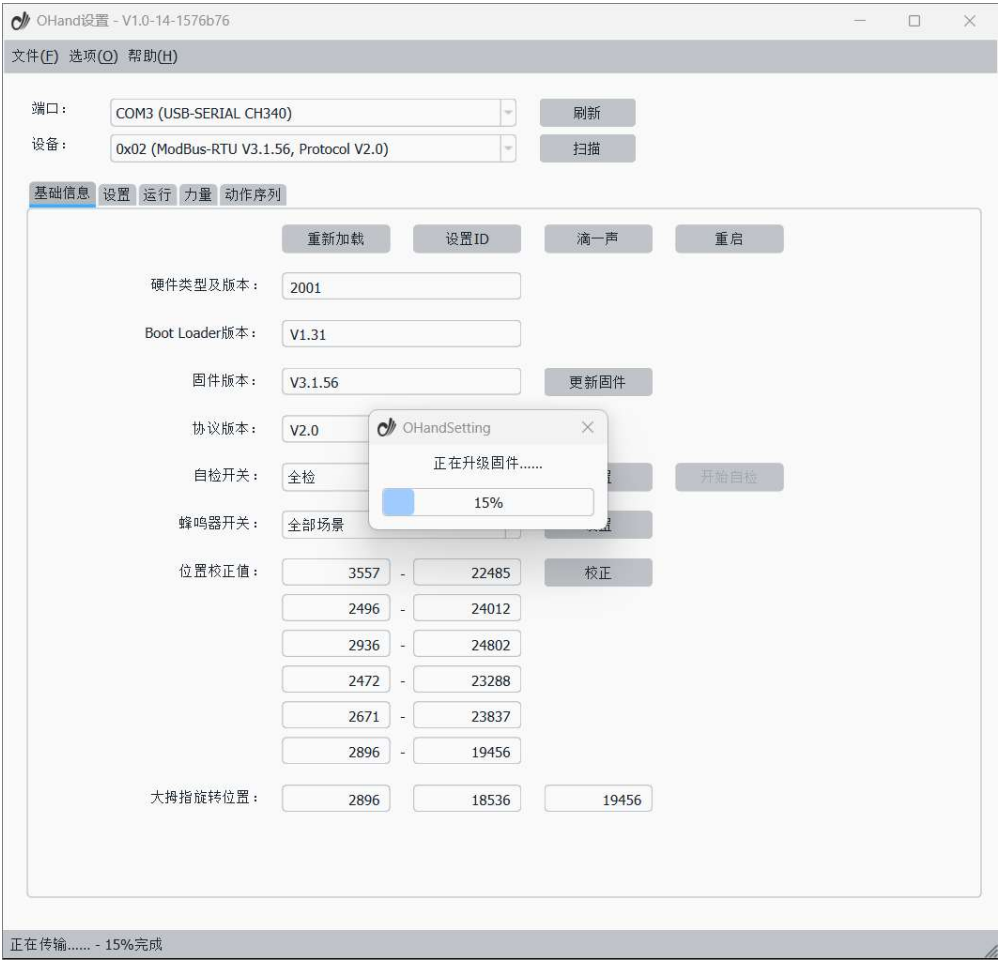 OHand设置 - V1.0-14-1576b76
文件(F) 选项(O) 帮助(H)
端口： COM3 (USB-SERIAL CH340) 刷新
设备： 0x02 (ModBus-RTU V3.1.56, Protocol V2.0) 扫描
基础信息 设置 运行 力量 动作序列
重新加载 设置ID 滴一声 重启
硬件类型及版本： 2001
Boot Loader版本： V1.31
固件版本： V3.1.56 更新固件
协议版本： V2.0
OHandSetting
正在升级固件......
15%
自检开关： 全检 开始自检
蜂鸣器开关： 全部场景
位置校正值： 3557 - 22485 校正
2496 - 24012
2936 - 24802
2472 - 23288
2671 - 23837
2896 - 19456
大拇指旋转位置： 2896 18536 19456
正在传输...... - 15%完成